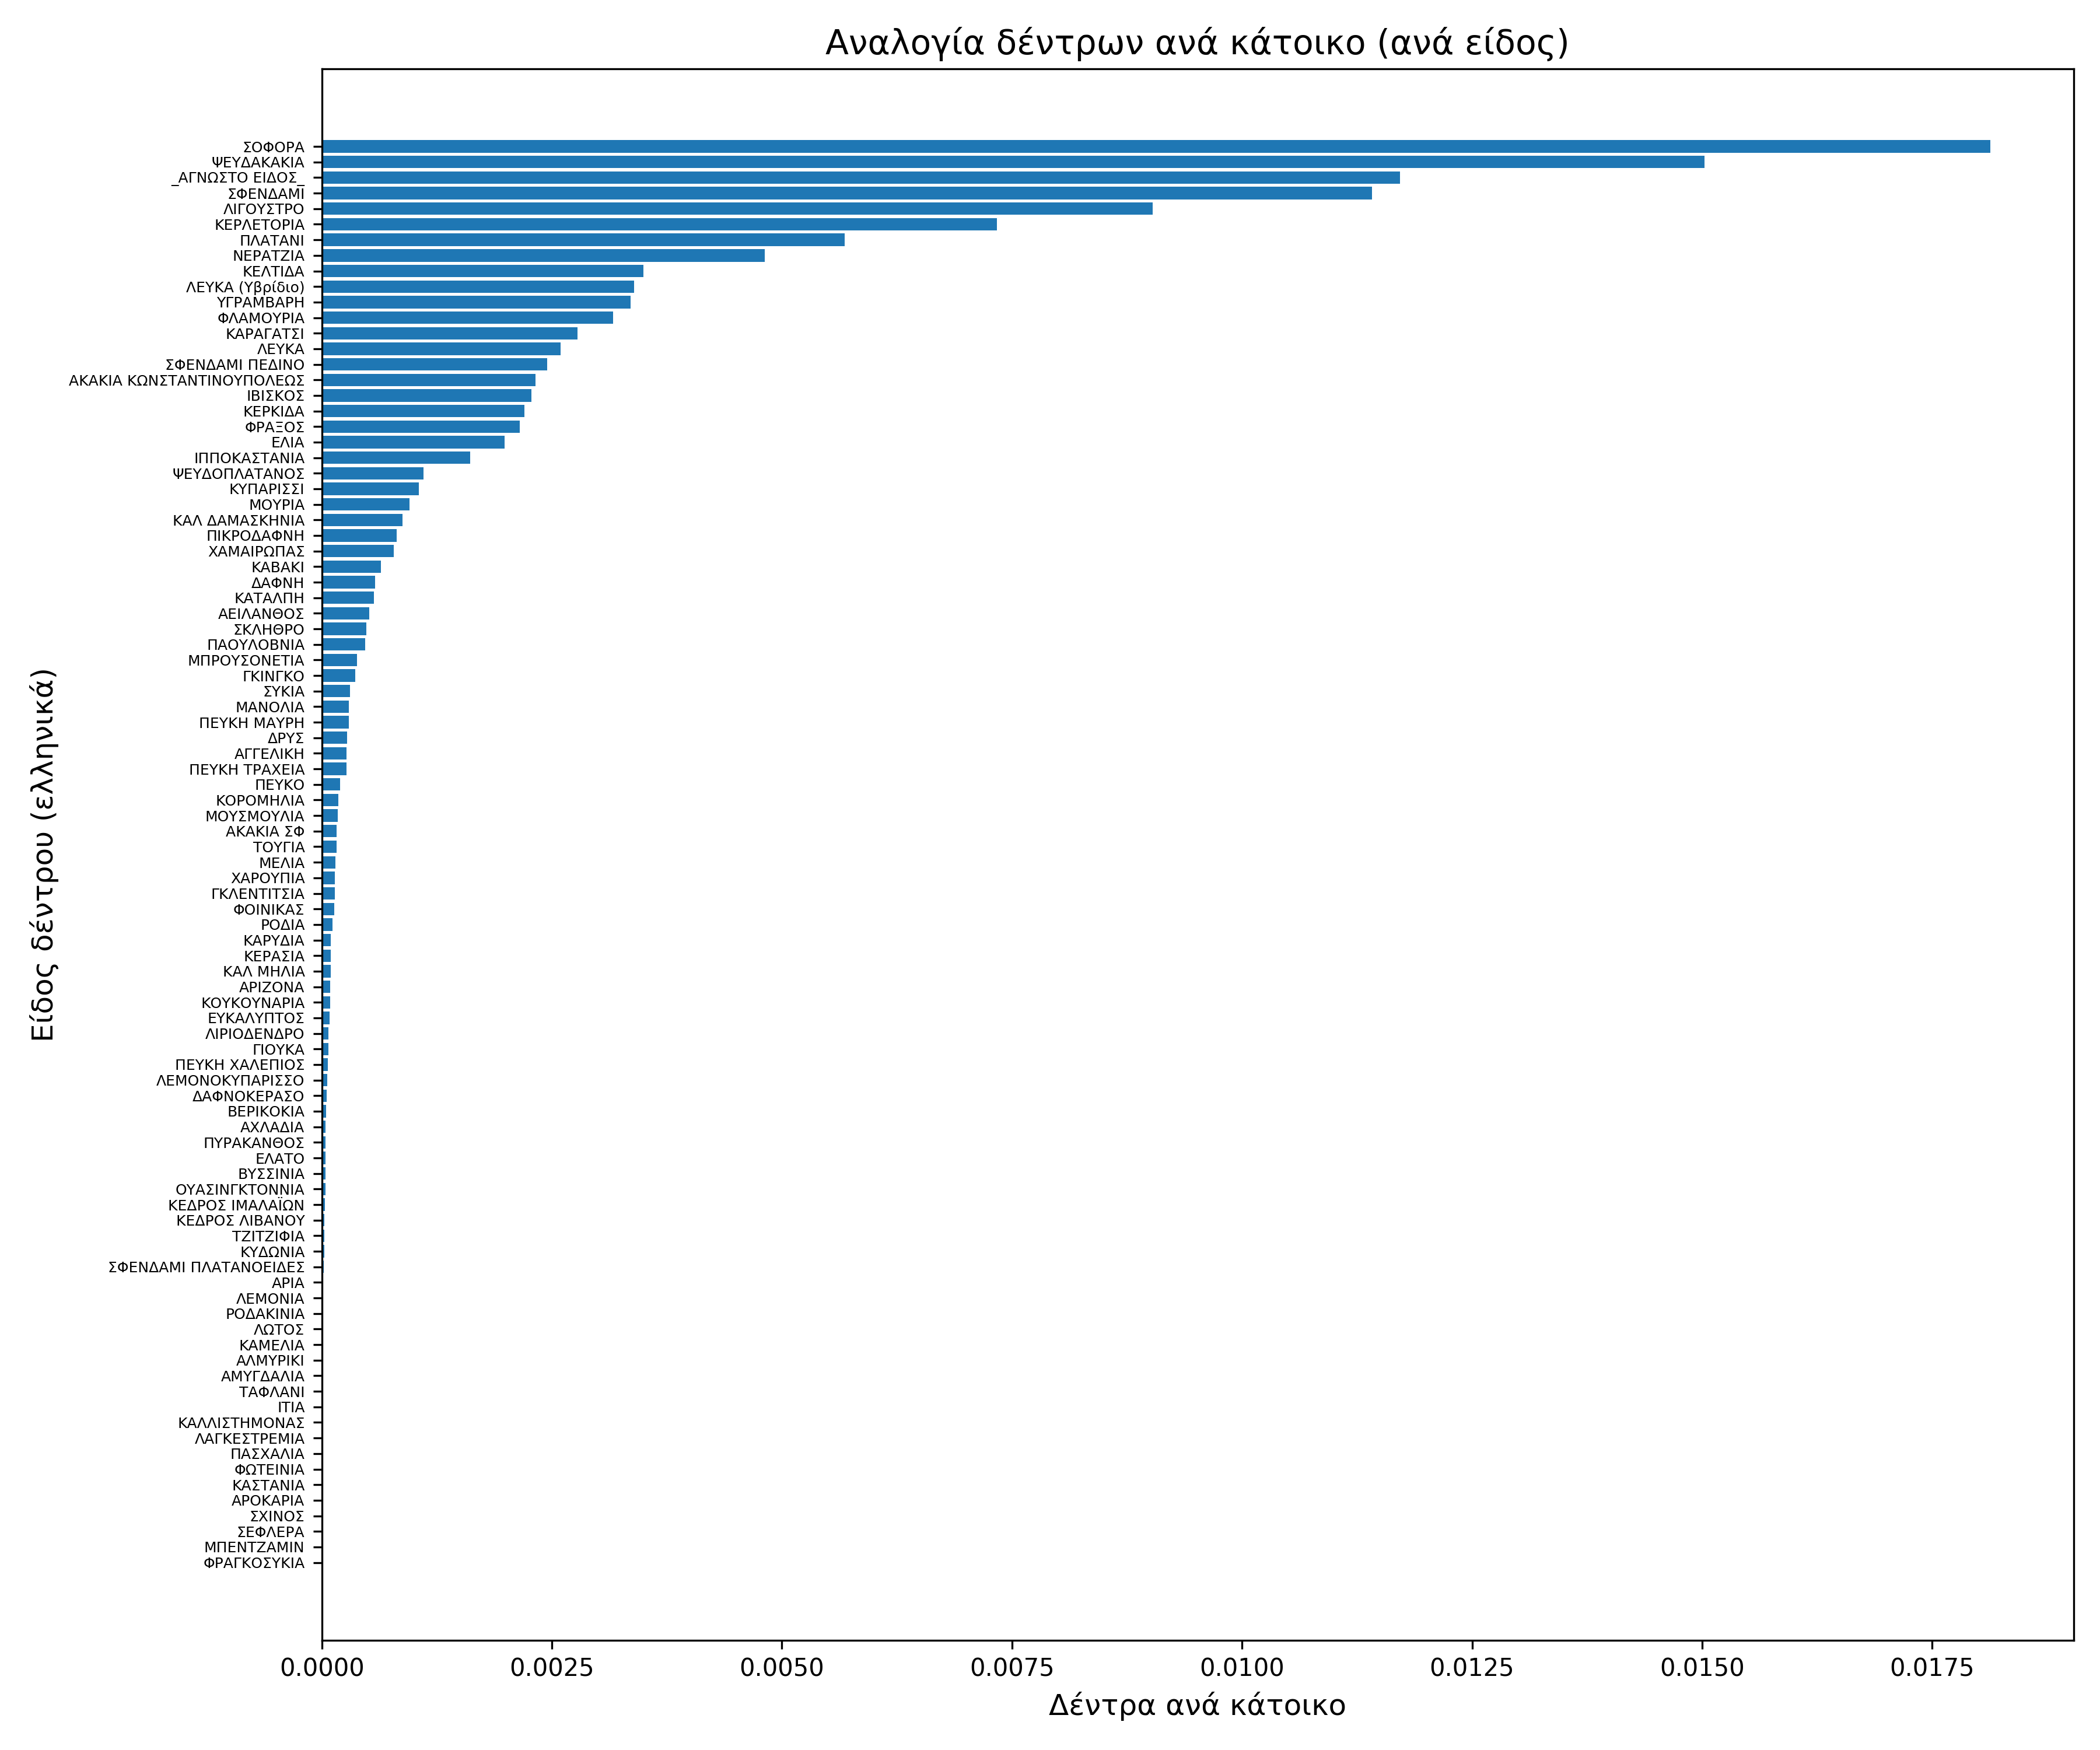 Αναλογία δέντρων ανά κάτοικο (ανά είδος)
ΣΟΦΟΡΑ
ΨΕΥΔΑΚΑΚΙΑ
_ΑΓΝΩΣΤΟ ΕΙΔΟΣ_
ΣΦΕΝΔΑΜΙ
ΛΙΓΟΥΣΤΡΟ
ΚΕΡΛΕΤΟΡΙΑ
ΠΛΑΤΑΝΙ
ΝΕΡΑΤΖΙΑ
ΚΕΛΤΙΔΑ
ΛΕΥΚΑ (Υβρίδιο)
ΥΓΡΑΜΒΑΡΗ
ΦΛΑΜΟΥΡΙΑ
ΚΑΡΑΓΑΤΣΙ
ΛΕΥΚΑ
ΣΦΕΝΔΑΜΙ ΠΕΔΙΝΟ
ΑΚΑΚΙΑ ΚΩΝΣΤΑΝΤΙΝΟΥΠΟΛΕΩΣ
ΙΒΙΣΚΟΣ
ΚΕΡΚΙΔΑ
ΦΡΑΞΟΣ
ΕΛΙΑ
ΙΠΠΟΚΑΣΤΑΝΙΑ
ΨΕΥΔΟΠΛΑΤΑΝΟΣ
ΚΥΠΑΡΙΣΣΙ
ΜΟΥΡΙΑ
ΚΑΛ ΔΑΜΑΣΚΗΝΙΑ
ΠΙΚΡΟΔΑΦΝΗ
ΧΑΜΑΙΡΩΠΑΣ
ΚΑΒΑΚΙ
ΔΑΦΝΗ
ΚΑΤΑΛΠΗ
ΑΕΙΛΑΝΘΟΣ
ΣΚΛΗΘΡΟ
ΠΑΟΥΛΟΒΝΙΑ
ΜΠΡΟΥΣΟΝΕΤΙΑ
ΓΚΙΝΓΚΟ
ΣΥΚΙΑ
ΜΑΝΟΛΙΑ
ΠΕΥΚΗ ΜΑΥΡΗ
ΔΡΥΣ
ΑΓΓΕΛΙΚΗ
ΠΕΥΚΗ ΤΡΑΧΕΙΑ
ΠΕΥΚΟ
ΚΟΡΟΜΗΛΙΑ
ΜΟΥΣΜΟΥΛΙΑ
ΑΚΑΚΙΑ ΣΦ
ΤΟΥΓΙΑ
ΜΕΛΙΑ
ΧΑΡΟΥΠΙΑ
ΓΚΛΕΝΤΙΤΣΙΑ
ΦΟΙΝΙΚΑΣ
ΡΟΔΙΑ
ΚΑΡΥΔΙΑ
ΚΕΡΑΣΙΑ
ΚΑΛ ΜΗΛΙΑ
ΑΡΙΖΟΝΑ
ΚΟΥΚΟΥΝΑΡΙΑ
ΕΥΚΑΛΥΠΤΟΣ
ΛΙΡΙΟΔΕΝΔΡΟ
ΓΙΟΥΚΑ
ΠΕΥΚΗ ΧΑΛΕΠΙΟΣ
ΛΕΜΟΝΟΚΥΠΑΡΙΣΣΟ
ΔΑΦΝΟΚΕΡΑΣΟ
ΒΕΡΙΚΟΚΙΑ
ΑΧΛΑΔΙΑ
ΠΥΡΑΚΑΝΘΟΣ
ΕΛΑΤΟ
ΒΥΣΣΙΝΙΑ
ΟΥΑΣΙΝΓΚΤΟΝΝΙΑ
ΚΕΔΡΟΣ ΙΜΑΛΑΪΩΝ
ΚΕΔΡΟΣ ΛΙΒΑΝΟΥ
ΤΖΙΤΖΙΦΙΑ
ΚΥΔΩΝΙΑ
ΣΦΕΝΔΑΜΙ ΠΛΑΤΑΝΟΕΙΔΕΣ
ΑΡΙΑ
ΛΕΜΟΝΙΑ
ΡΟΔΑΚΙΝΙΑ
ΛΩΤΟΣ
ΚΑΜΕΛΙΑ
ΑΛΜΥΡΙΚΙ
ΑΜΥΓΔΑΛΙΑ
ΤΑΦΛΑΝΙ
ΙΤΙΑ
ΚΑΛΛΙΣΤΗΜΟΝΑΣ
ΛΑΓΚΕΣΤΡΕΜΙΑ
ΠΑΣΧΑΛΙΑ
ΦΩΤΕΙΝΙΑ
ΚΑΣΤΑΝΙΑ
ΑΡΟΚΑΡΙΑ
ΣΧΙΝΟΣ
ΣΕΦΛΕΡΑ
ΜΠΕΝΤΖΑΜΙΝ
ΦΡΑΓΚΟΣΥΚΙΑ
Είδος δέντρου (ελληνικά)
0.0000 0.0025 0.0050 0.0075 0.0100 0.0125 0.0150 0.0175
Δέντρα ανά κάτοικο